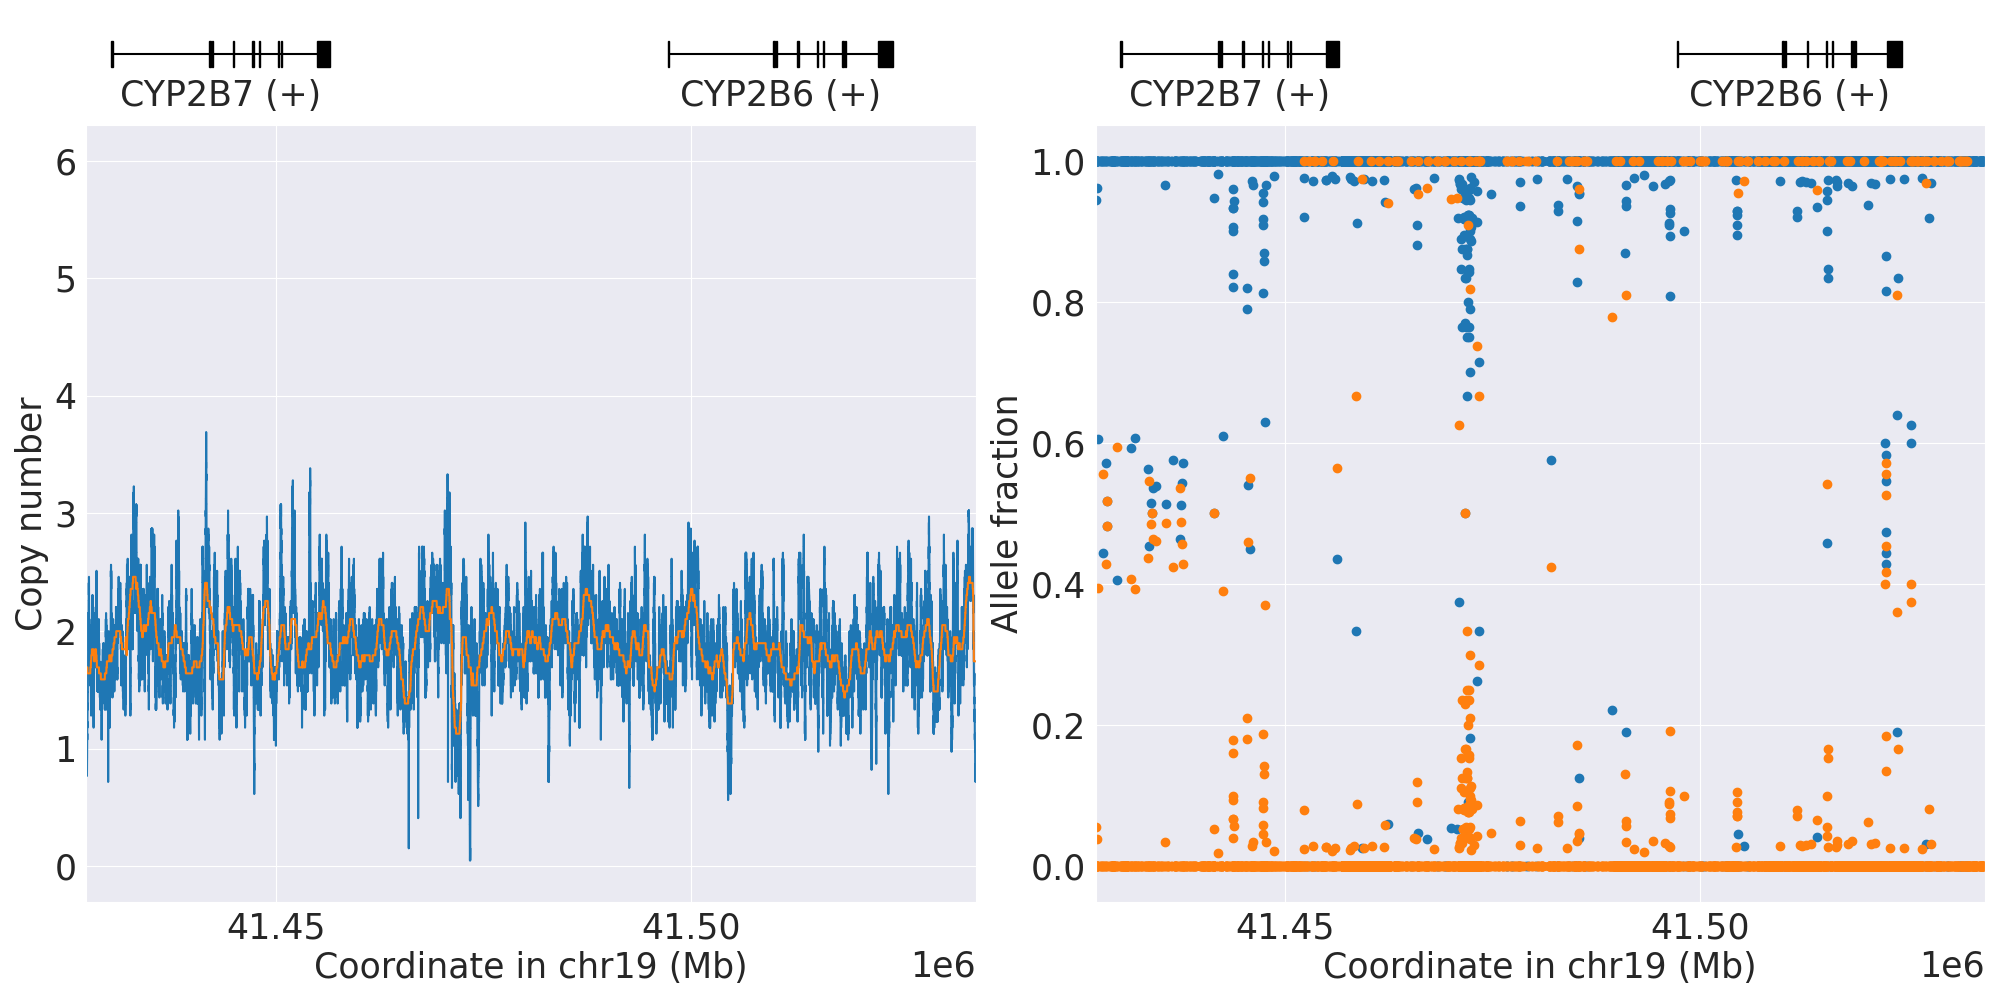 CYP2B7 (+)
CYP2B6 (+)
6
5
4
3
2
1
0
Copy number
41.45
41.50
Coordinate in chr19 (Mb)
1e6
CYP2B7 (+)
CYP2B6 (+)
1.0
0.8
0.6
0.4
0.2
0.0
Allele fraction
41.45
41.50
Coordinate in chr19 (Mb)
1e6